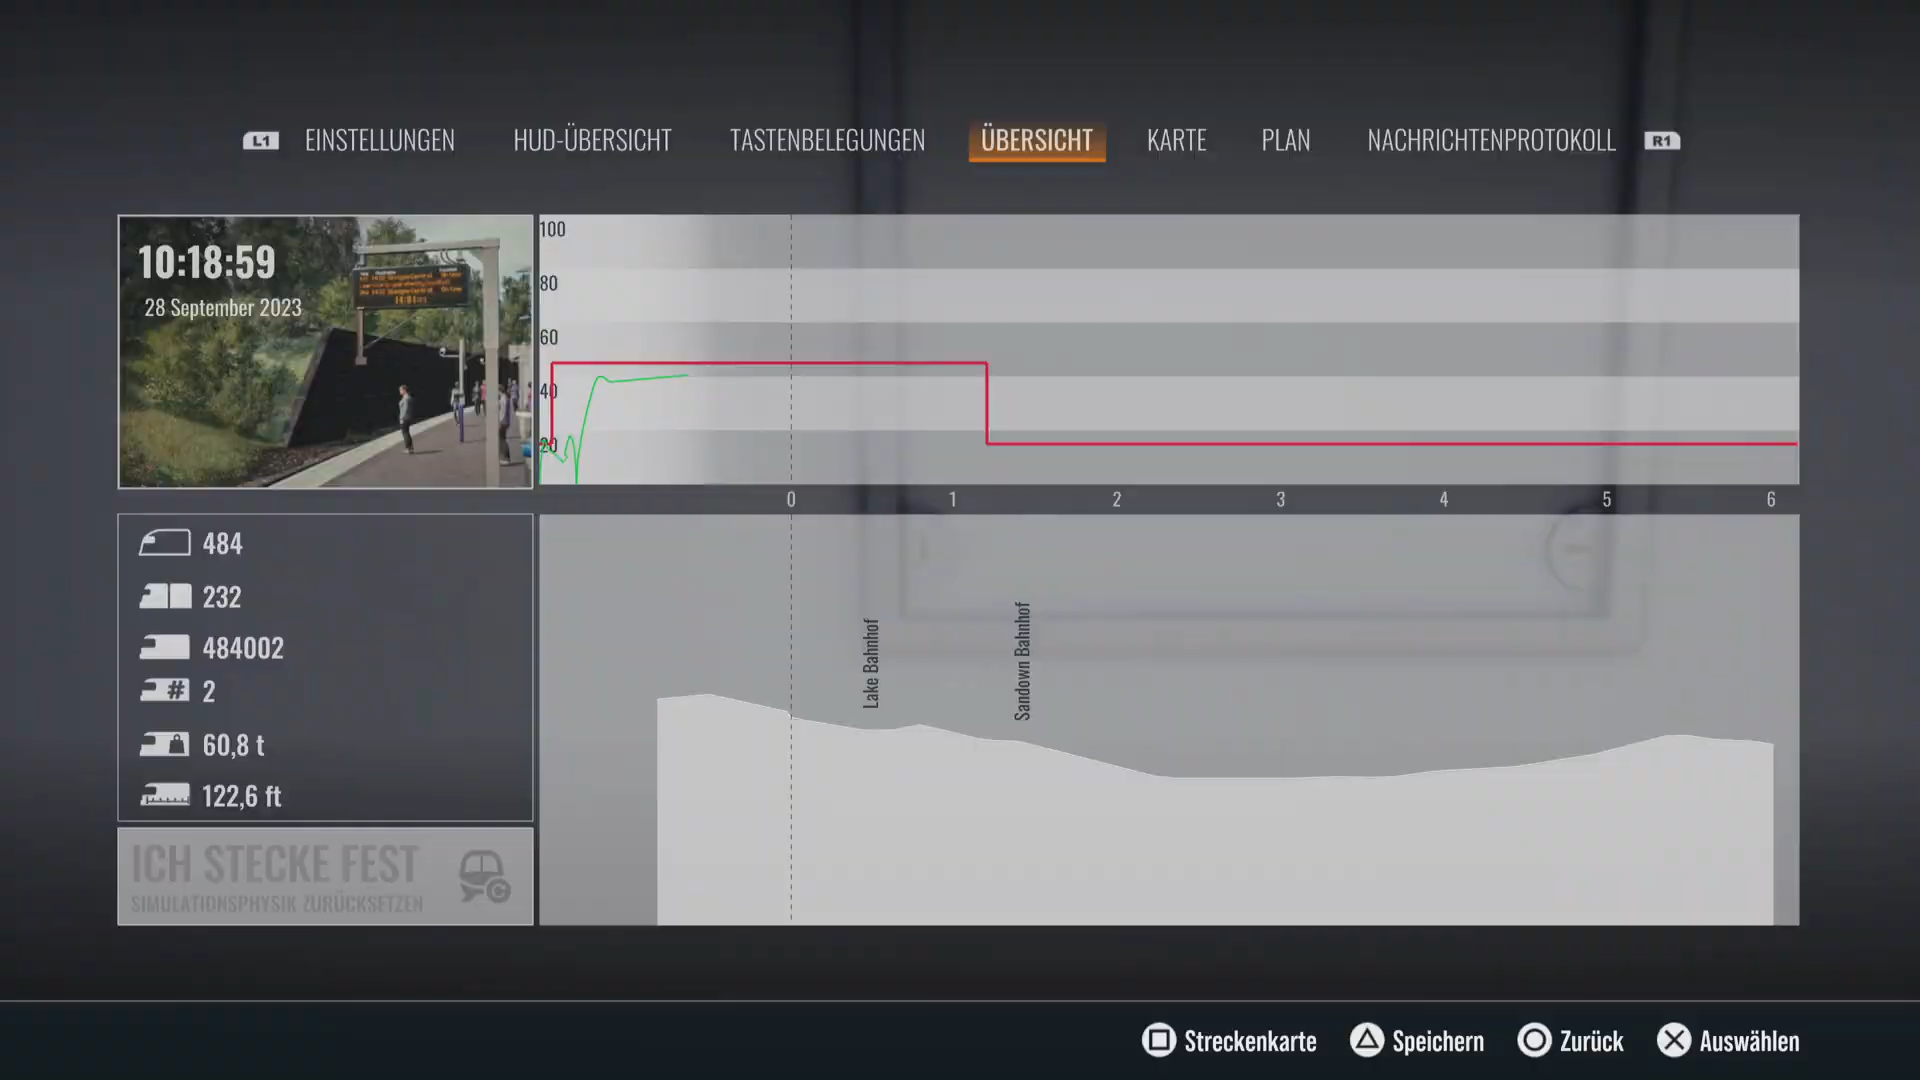 L1 EINSTELLUNGEN HUD-ÜBERSICHT TASTENBELEGUNGEN ÜBERSICHT KARTE PLAN NACHRICHTENPROTOKOLL R1
10:18:59
28 September 2023
100
80
60
40
20
0 1 2 3 4 5 6
484
232
484002
# 2
60,8 t
122,6 ft
Lake Bahnhof
Sandown Bahnhof
ICH STECKE FEST
SIMULATIONSPHYSIK ZURÜCKSETZEN
Streckenkarte Speichern Zurück Auswählen